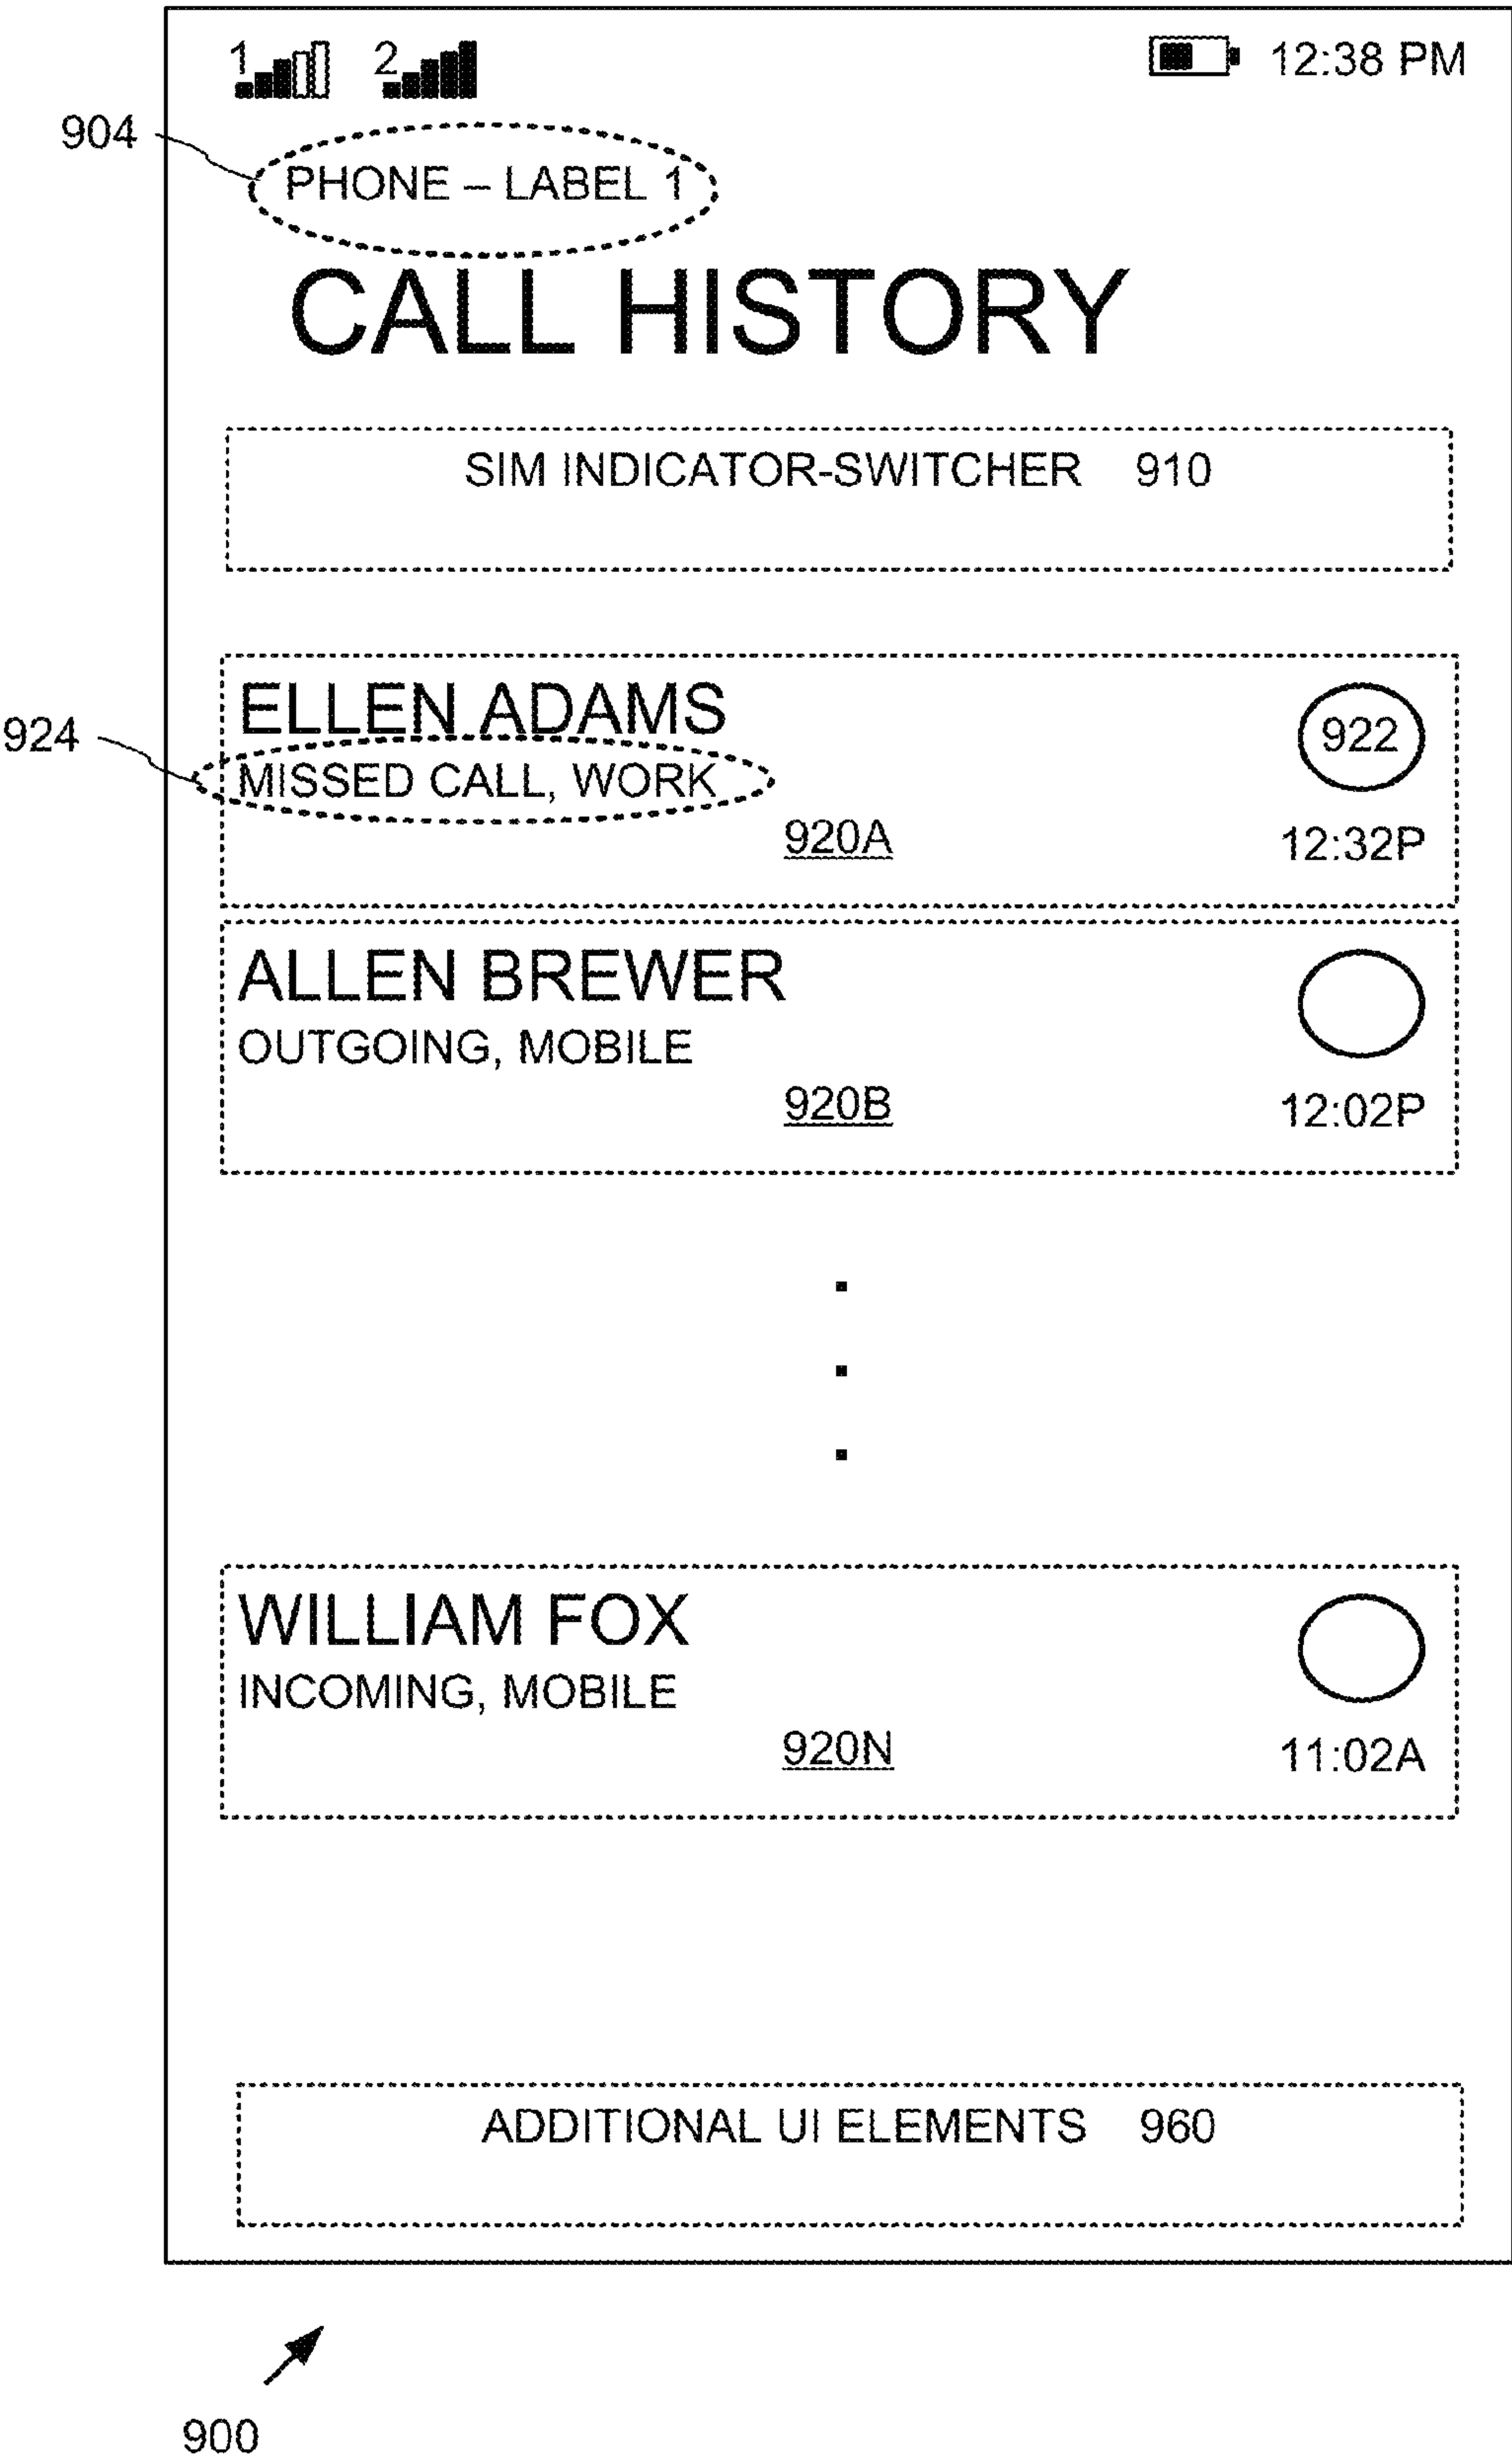 1 2 12:38 PM
904
PHONE – LABEL 1
CALL HISTORY
SIM INDICATOR-SWITCHER 910
ELLEN ADAMS
922
924
MISSED CALL, WORK
920A
12:32P
ALLEN BREWER
OUTGOING, MOBILE
920B
12:02P
WILLIAM FOX
INCOMING, MOBILE
920N
11:02A
ADDITIONAL UI ELEMENTS 960
900